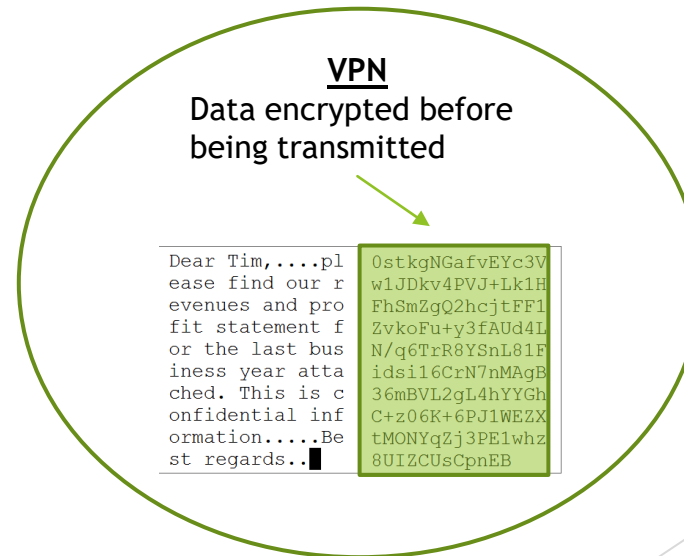 VPN
Data encrypted before
being transmitted
Dear Tim,....pl
ease find our r
evenues and pro
fit statement f
or the last bus
iness year atta
ched. This is c
onfidential inf
ormation.....Be
st regards..
0stkgNGafvEYc3V
w1JDkv4PVJ+Lk1H
FhSmZgQ2hcjtFF1
ZvkoFu+y3fAUd4L
N/q6TrR8YSnL81F
idsi16CrN7nMAgB
36mBVL2gL4hYYGh
C+z06K+6PJ1WEZX
tMONYqZj3PE1whz
8UIZCUsCpnEB